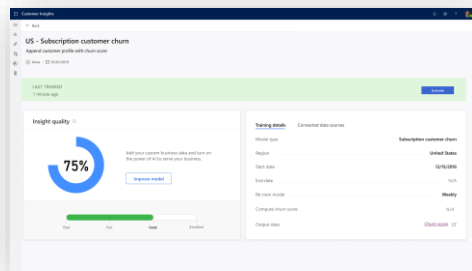 Customer Insights
Back
US - Subscription customer churn
Append customer profile with churn score
LAST TRAINED
1 minute ago
Activate
Insight quality
75%
Add your custom business data and turn on
the power of AI to serve your business.
Improve model
Poor
Fair
Good
Excellent
Training details
Connected data sources
Model type
Subscription customer churn
Region
United States
Start date
12/15/2016
End date
N/A
Re-train model
Weekly
Compute churn score
N/A
Output data
Churn score